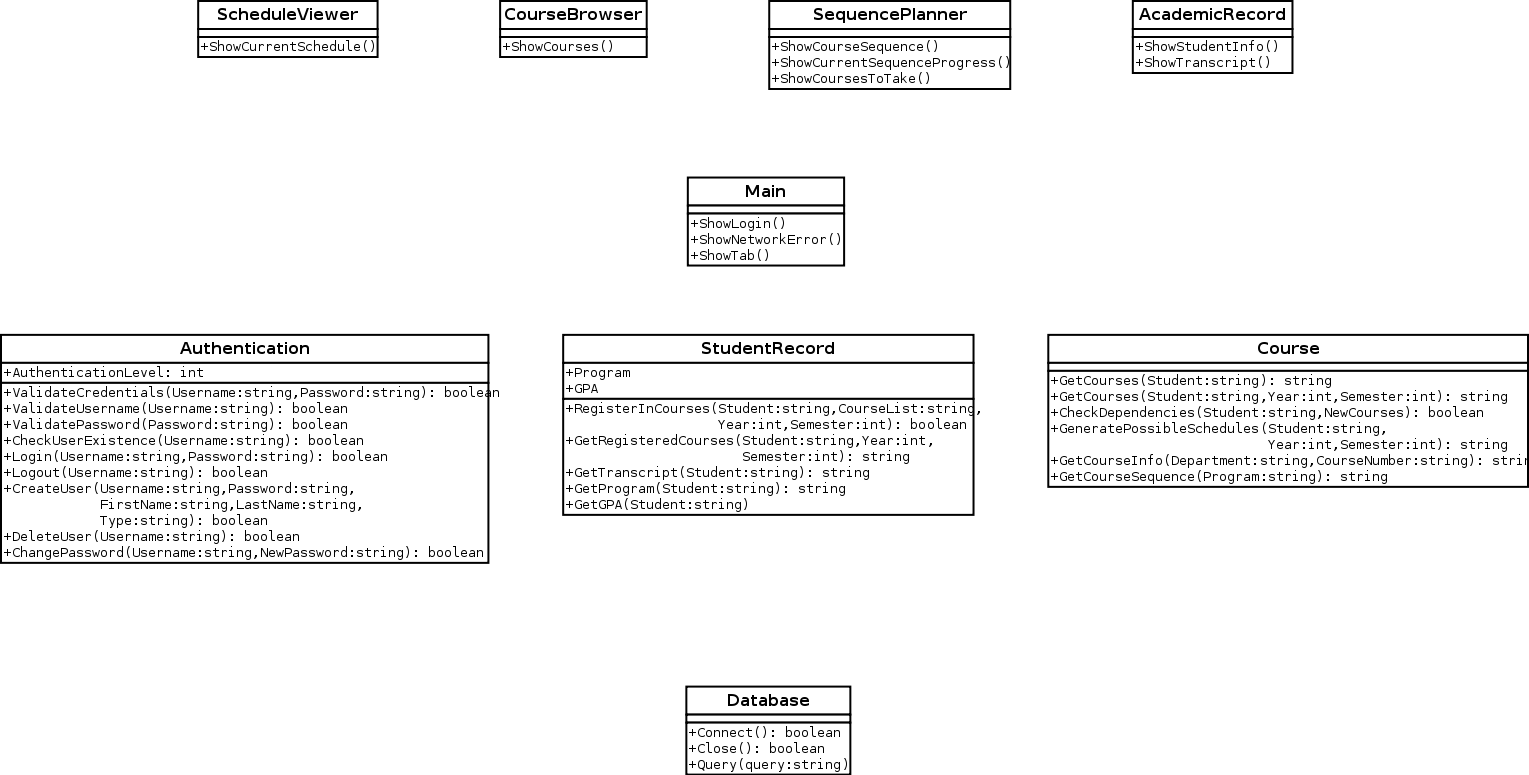 ScheduleViewer
+ShowCurrentSchedule()
CourseBrowser
+ShowCourses()
SequencePlanner
+ShowCourseSequence()
+ShowCurrentSequenceProgress()
+ShowCoursesToTake()
AcademicRecord
+ShowStudentInfo()
+ShowTranscript()
Main
+ShowLogin()
+ShowNetworkError()
+ShowTab()
Authentication
+AuthenticationLevel: int
+ValidateCredentials(Username:string,Password:string): boolean
+ValidateUsername(Username:string): boolean
+ValidatePassword(Password:string): boolean
+CheckUserExistence(Username:string): boolean
+Login(Username:string,Password:string): boolean
+Logout(Username:string): boolean
+CreateUser(Username:string,Password:string,
FirstName:string,LastName:string,
Type:string): boolean
+DeleteUser(Username:string): boolean
+ChangePassword(Username:string,NewPassword:string): boolean
StudentRecord
+Program
+GPA
+RegisterInCourses(Student:string,CourseList:string,
Year:int,Semester:int): boolean
+GetRegisteredCourses(Student:string,Year:int,
Semester:int): string
+GetTranscript(Student:string): string
+GetProgram(Student:string): string
+GetGPA(Student:string)
Course
+GetCourses(Student:string): string
+GetCourses(Student:string,Year:int,Semester:int): string
+CheckDependencies(Student:string,NewCourses): boolean
+GeneratePossibleSchedules(Student:string,
Year:int,Semester:int): string
+GetCourseInfo(Department:string,CourseNumber:string): strin
+GetCourseSequence(Program:string): string
Database
+Connect(): boolean
+Close(): boolean
+Query(query:string)